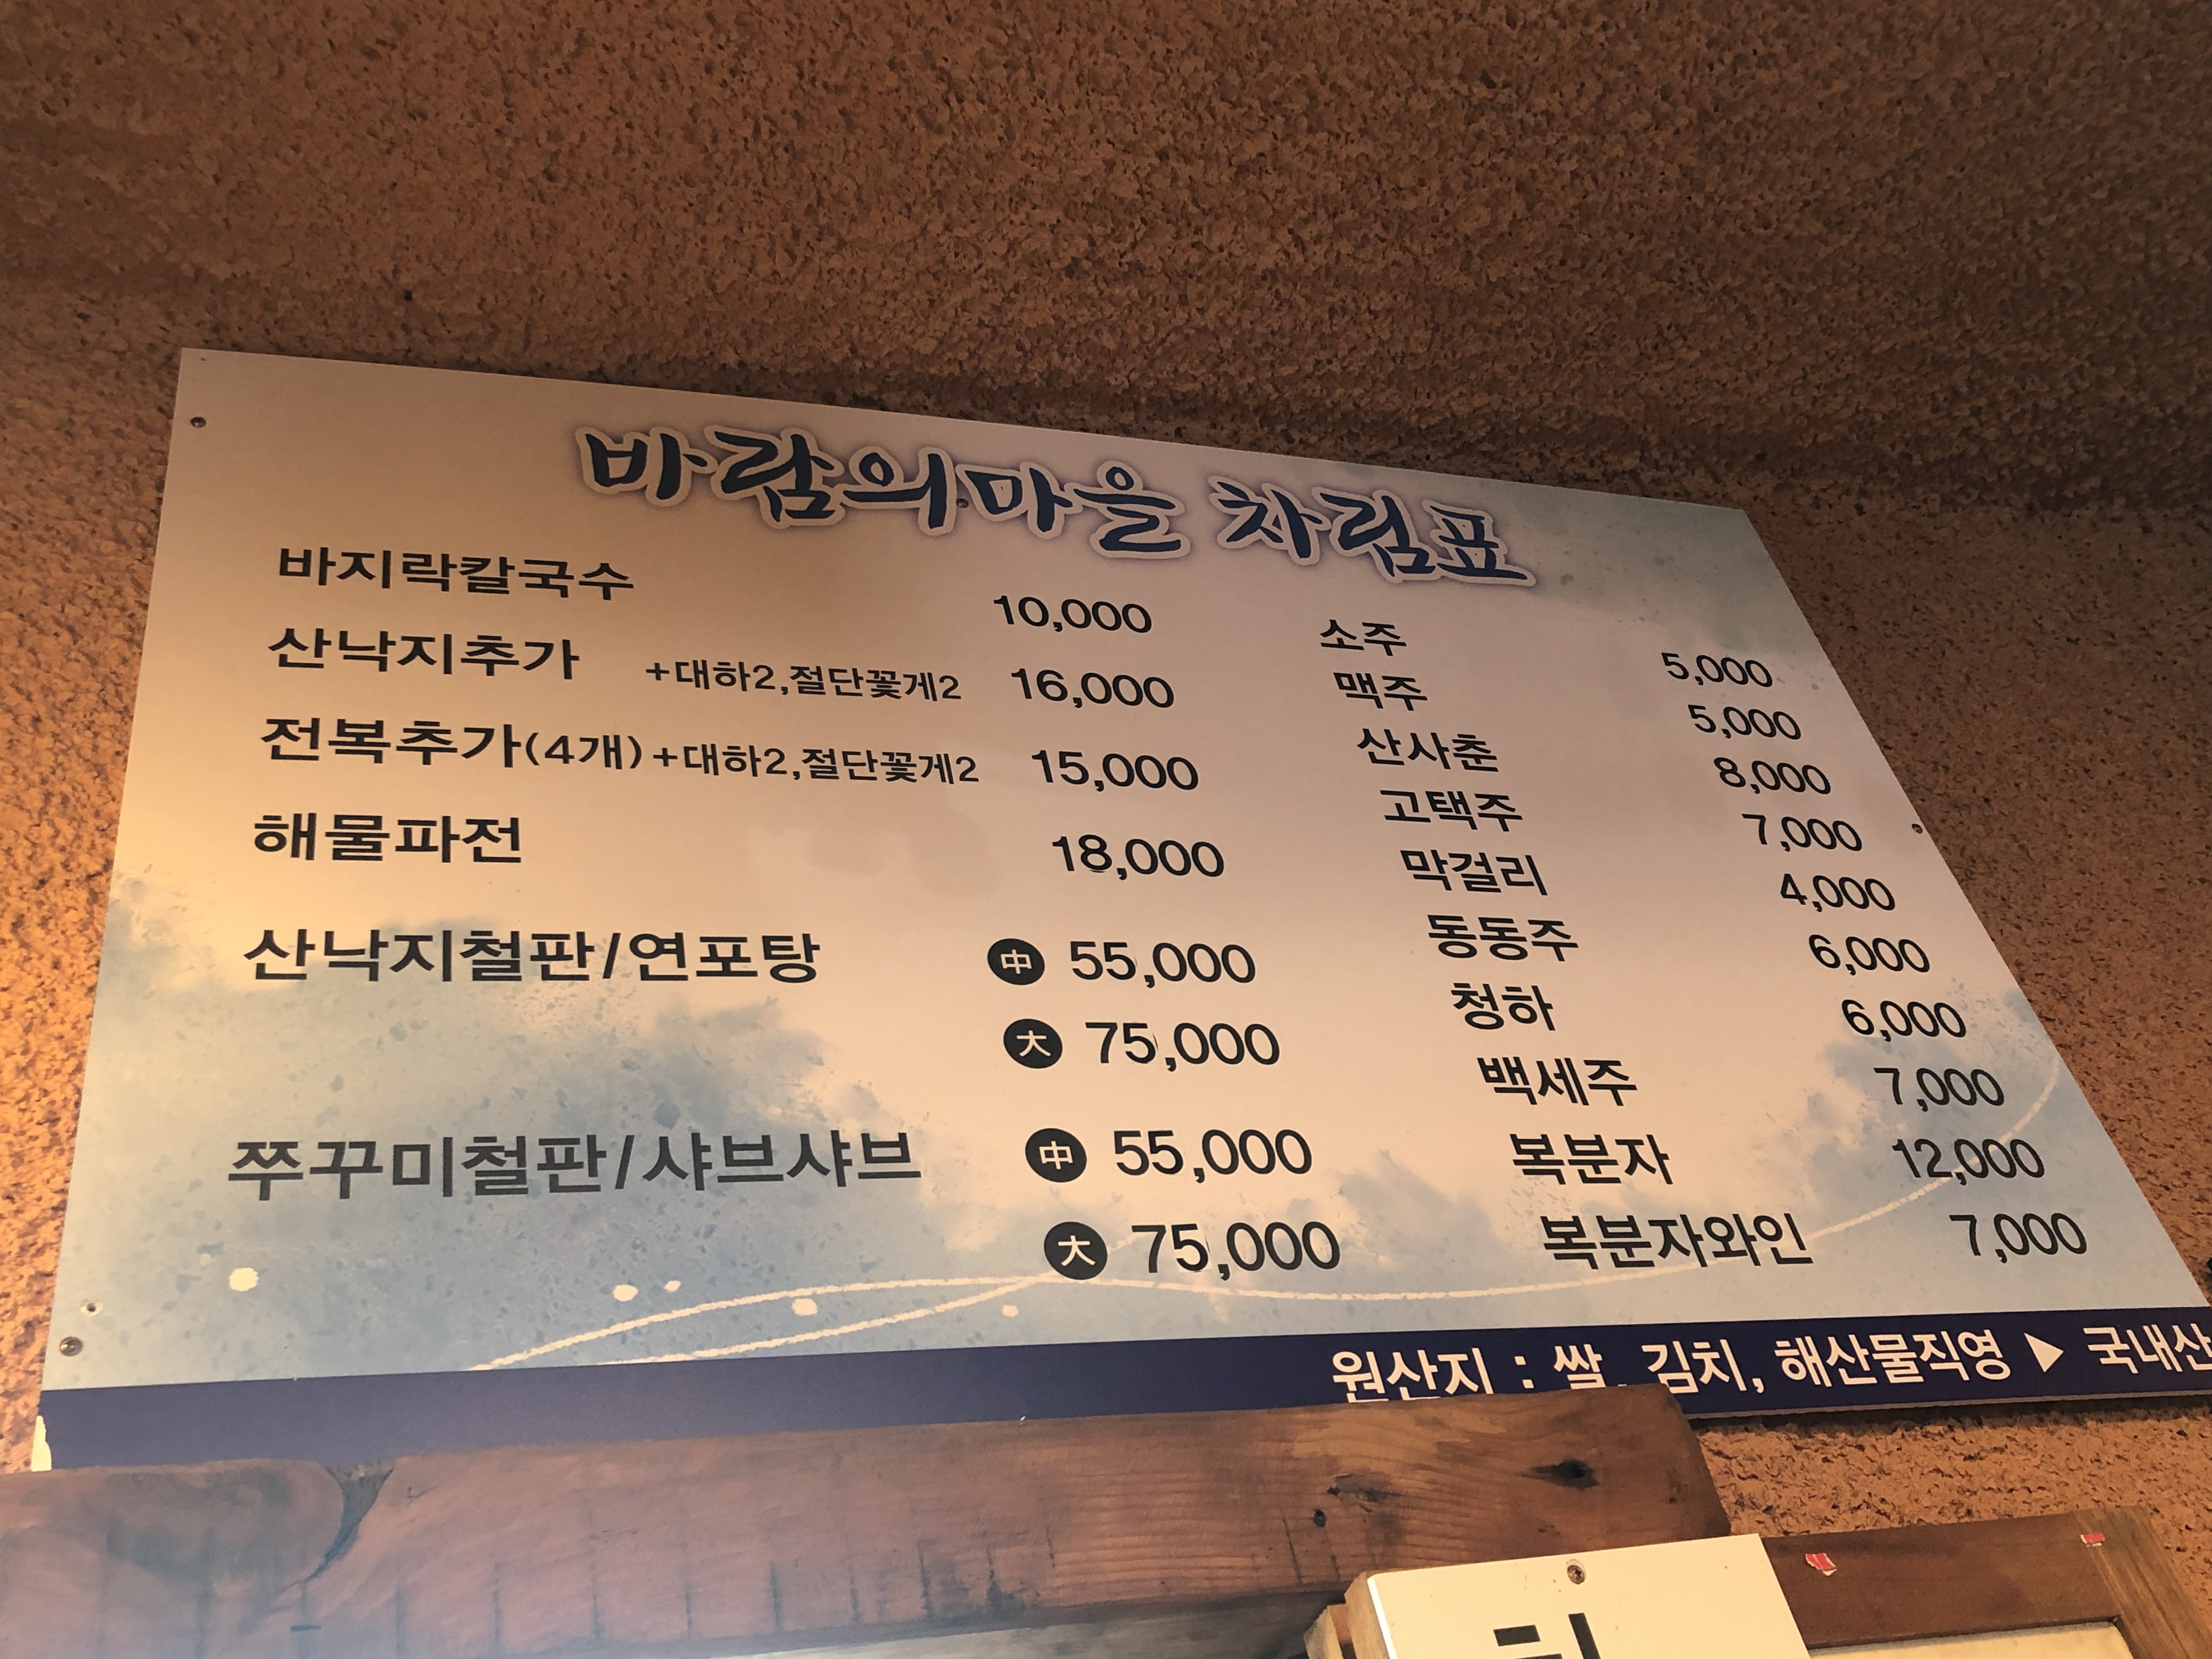 바람의마을 차림표
바지락칼국수 10,000
산낙지추가 +대하2,절단꽃게2 16,000
전복추가(4개)+대하2,절단꽃게2 15,000
해물파전 18,000
산낙지철판/연포탕 中 55,000
大 75,000
쭈꾸미철판/샤브샤브 中 55,000
大 75,000
소주 5,000
맥주 5,000
산사춘 8,000
고택주 7,000
막걸리 4,000
동동주 6,000
청하 6,000
백세주 7,000
복분자 12,000
복분자와인 7,000
원산지 : 쌀, 김치, 해산물직영 ▶ 국내산